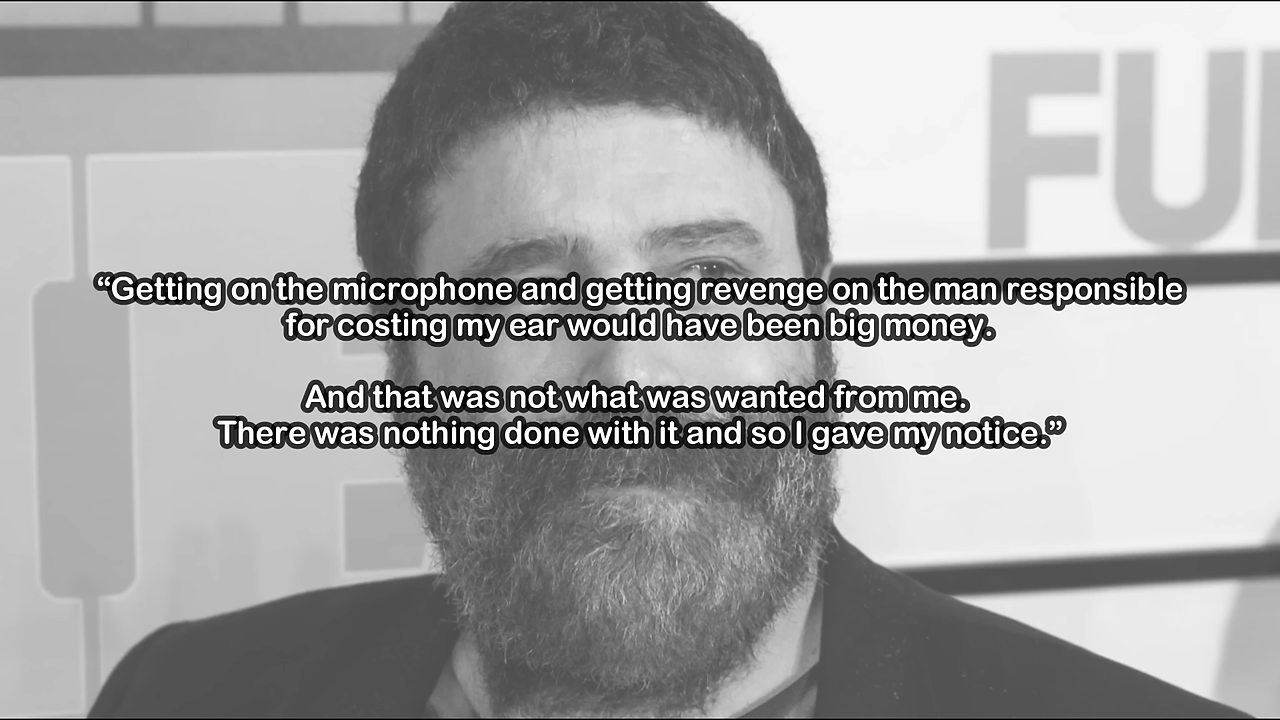 FU
“Getting on the microphone and getting revenge on the man responsible
for costing my ear would have been big money.
And that was not what was wanted from me.
There was nothing done with it and so I gave my notice.”